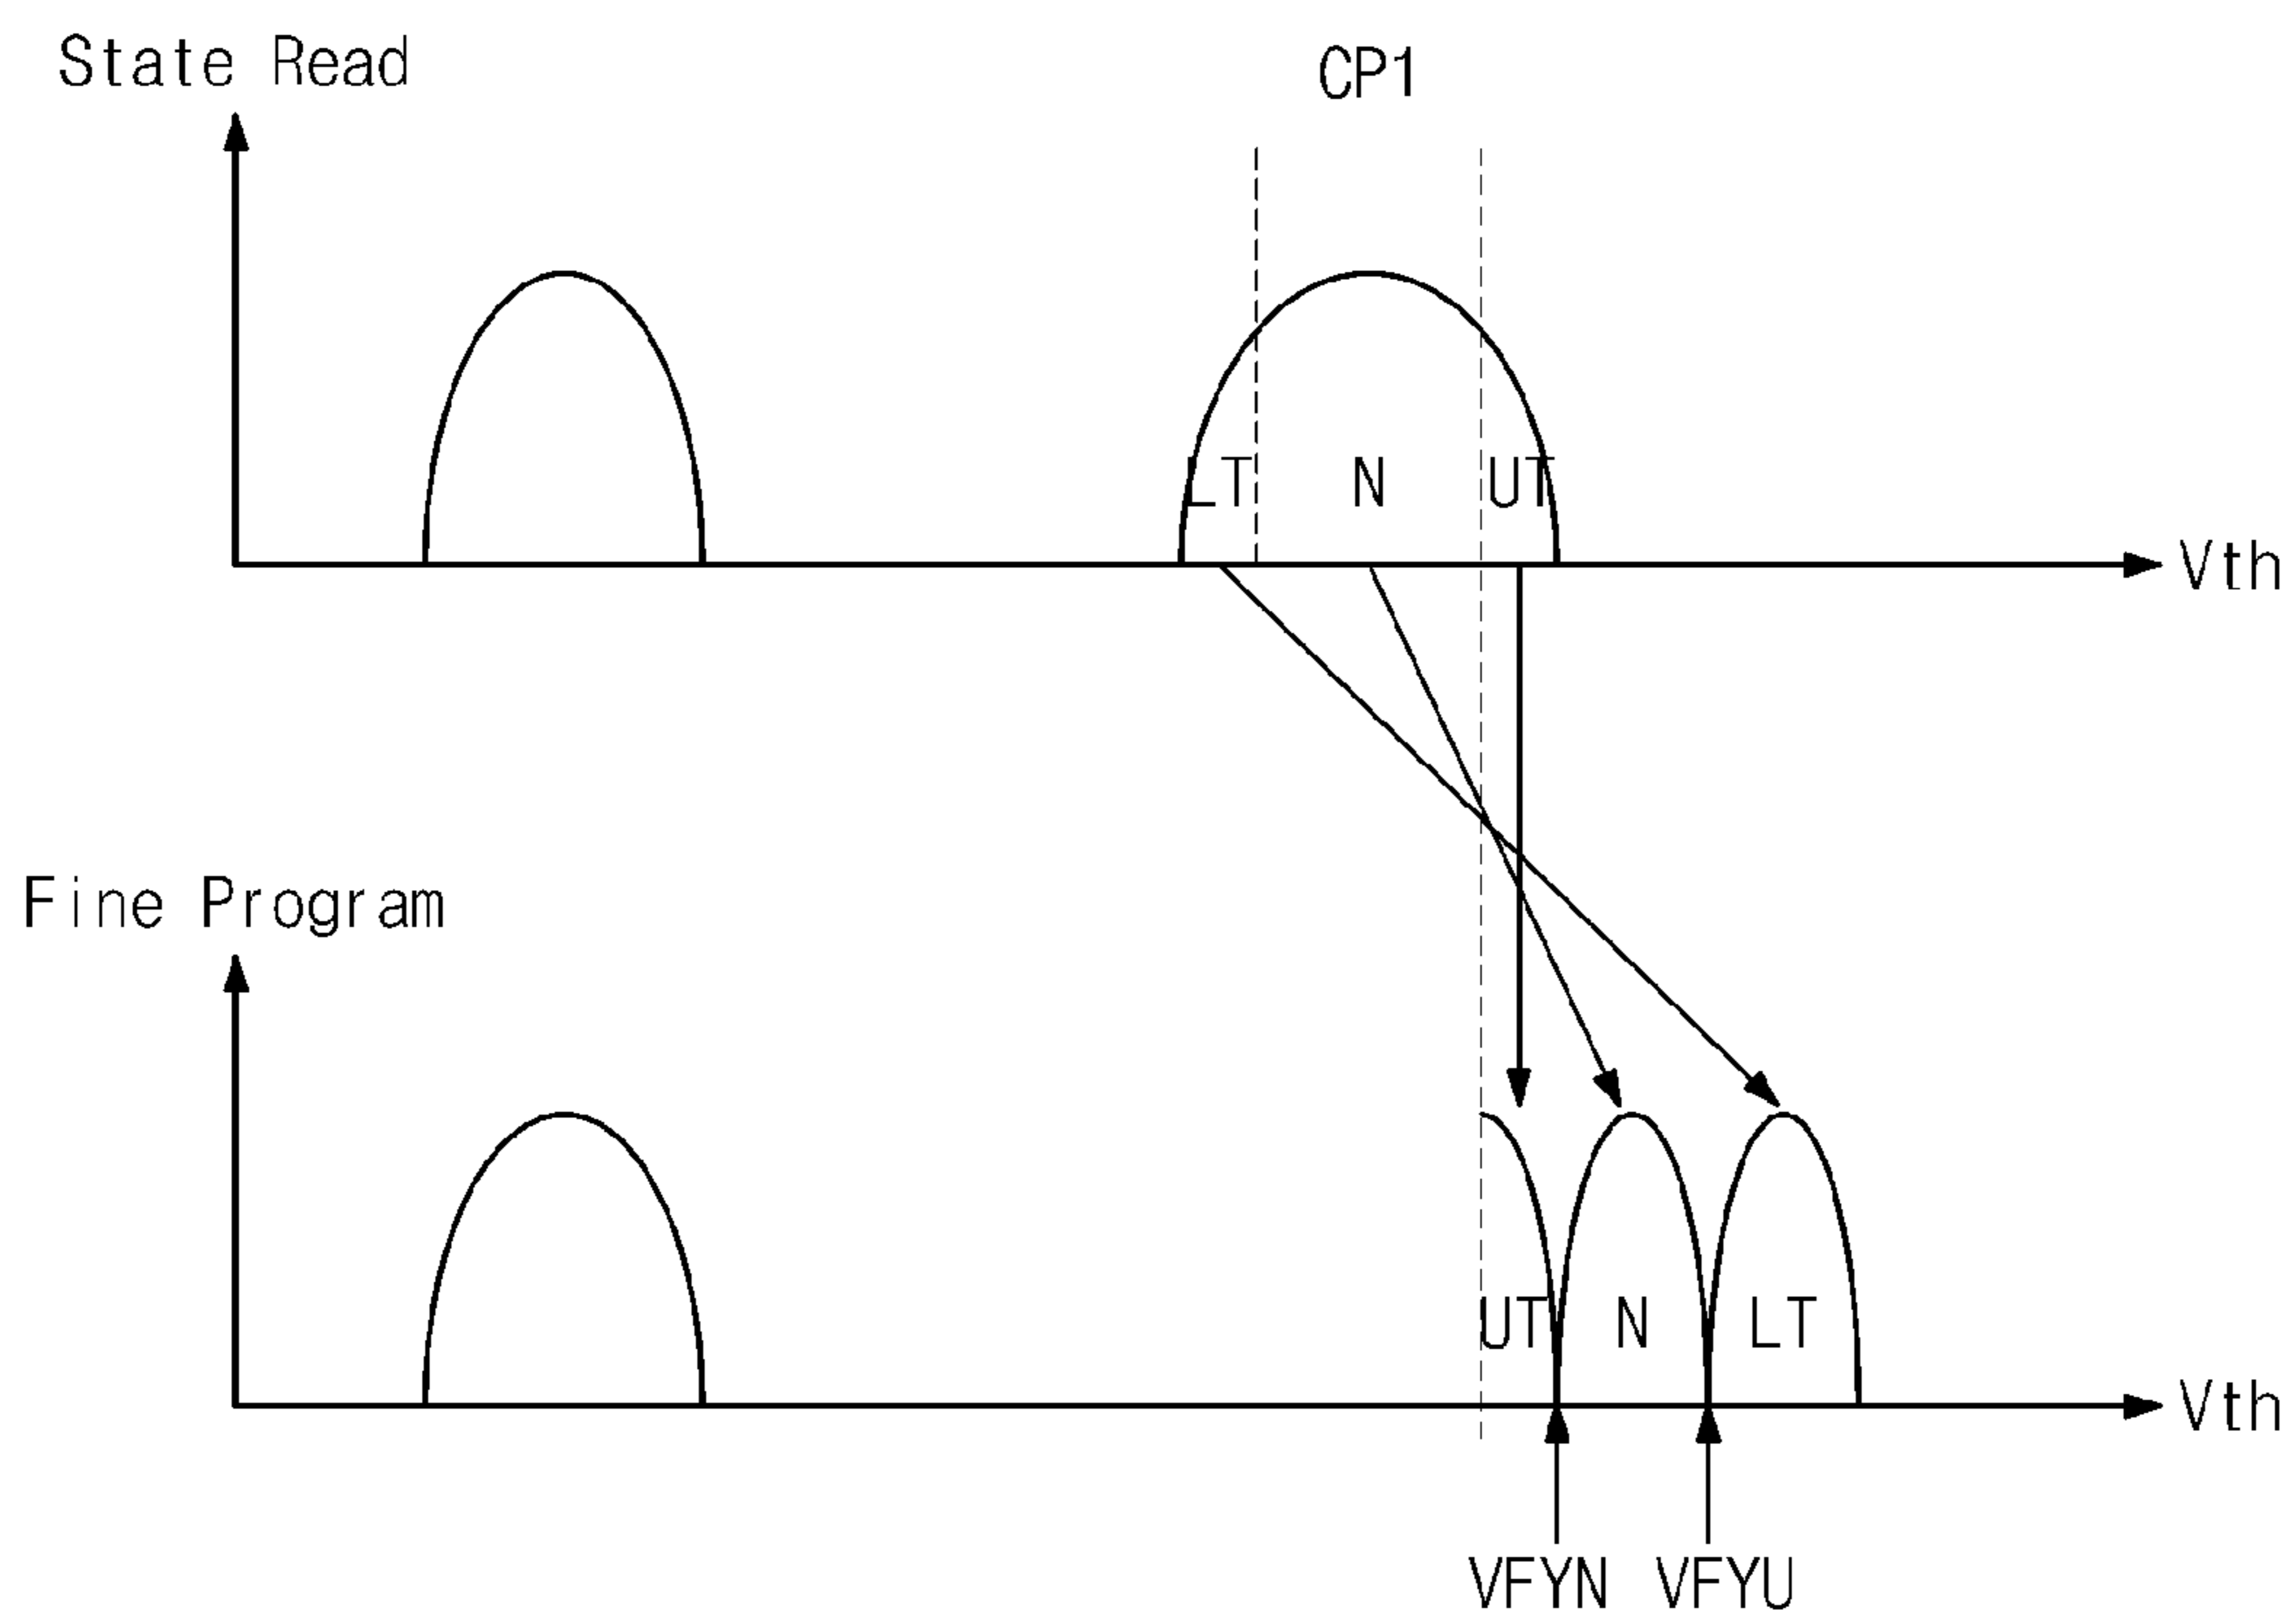 State Read
CP1
LT N UT
Vth
Fine Program
UT N LT
Vth
VFYN VFYU